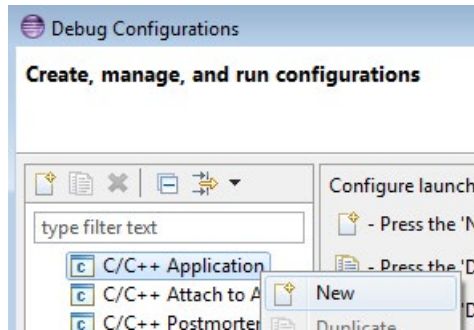 Debug Configurations
Create, manage, and run configurations
type filter text
C/C++ Application
C/C++ Attach to A
C/C++ Postmorter
Configure launch
- Press the 'N
- Press the 'D
New
Duplicate
'D